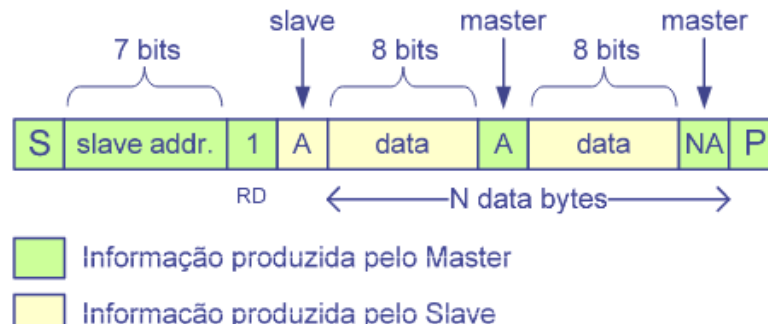 slave master master
7 bits 8 bits 8 bits
S slave addr. 1 A data A data NA P
RD N data bytes
Informação produzida pelo Master
Informação produzida pelo Slave